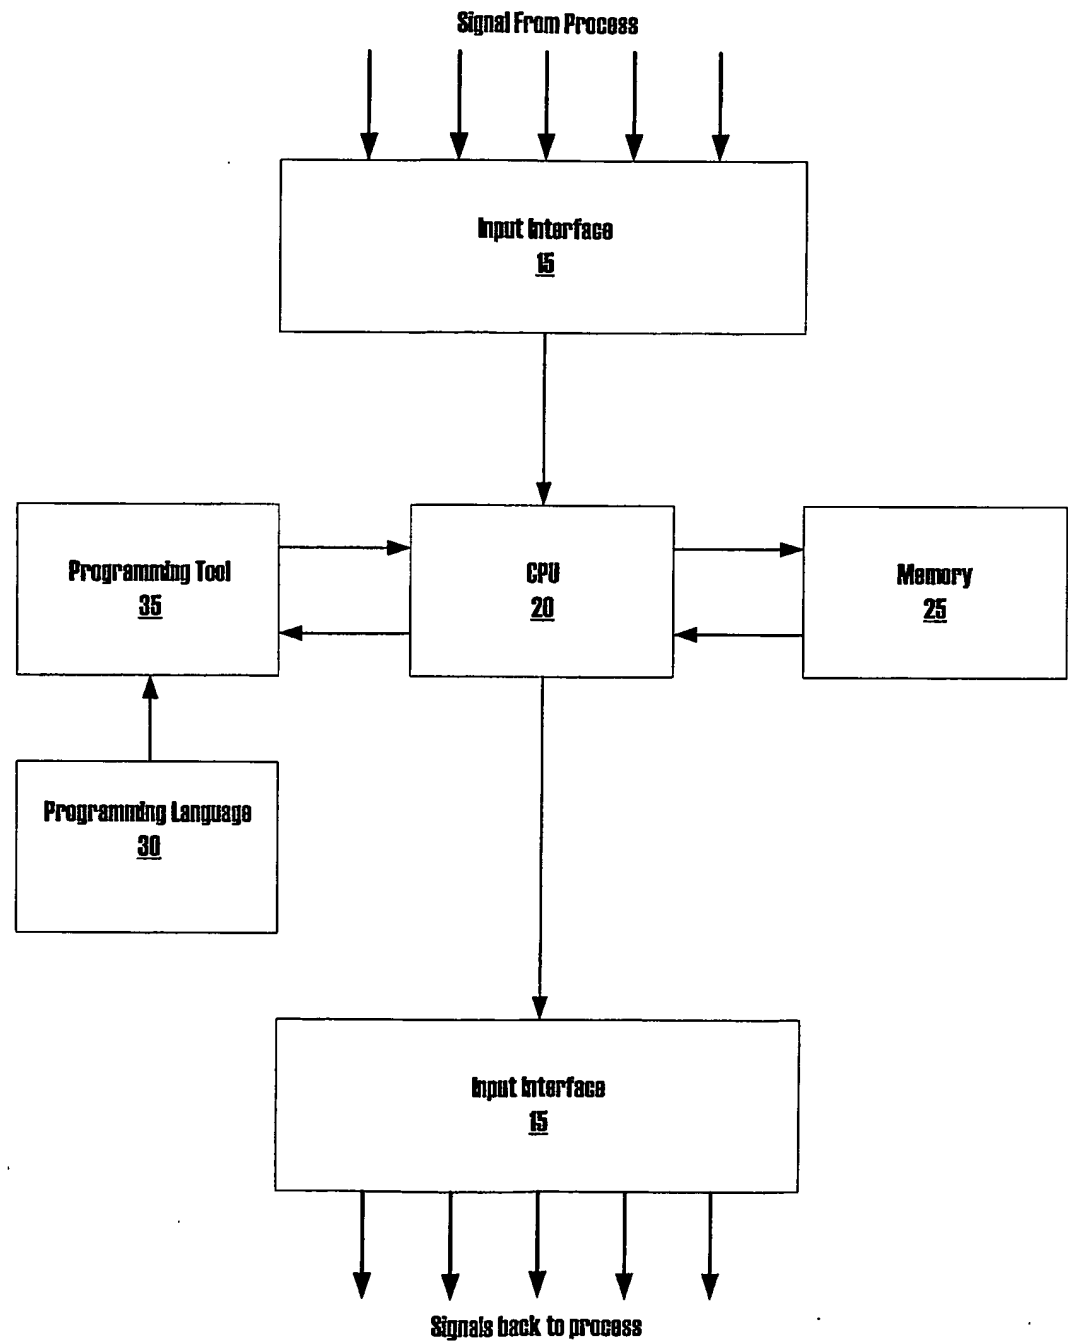 Signal From Process
Input Interface
15
Programming Tool
35
CPU
20
Memory
25
Programming Language
30
Input Interface
15
Signals back to process